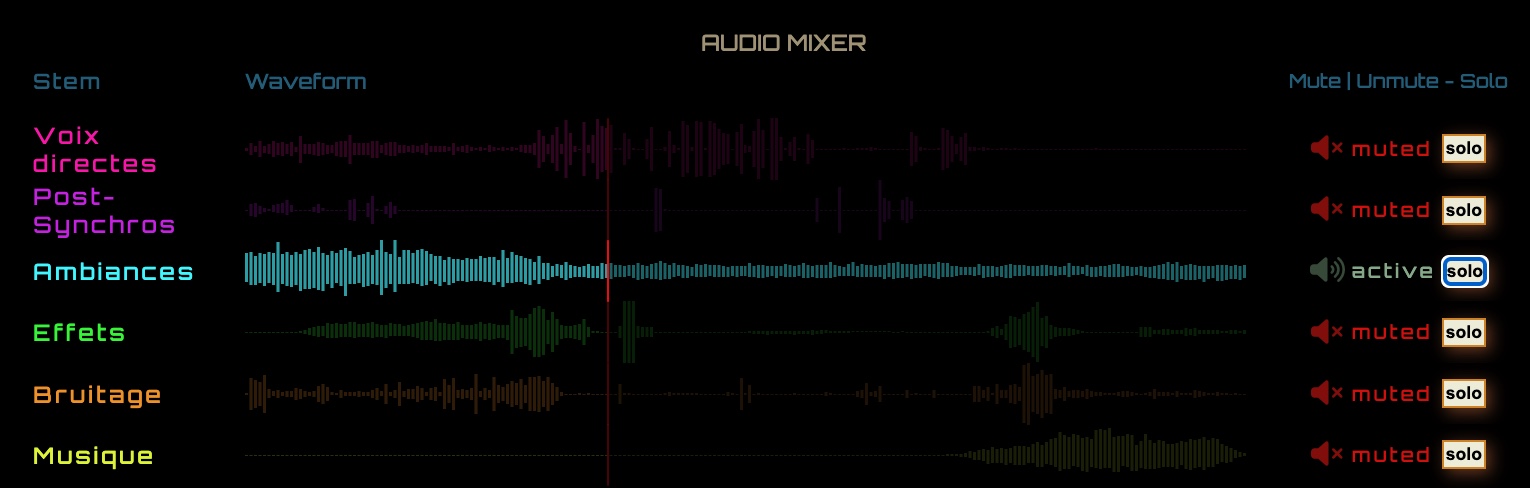 AUDIO MIXER
Stem Waveform Mute | Unmute - Solo
Voix
directes
muted solo
Post-
Synchros
muted solo
Ambiances active solo
Effets muted solo
Bruitage muted solo
Musique muted solo